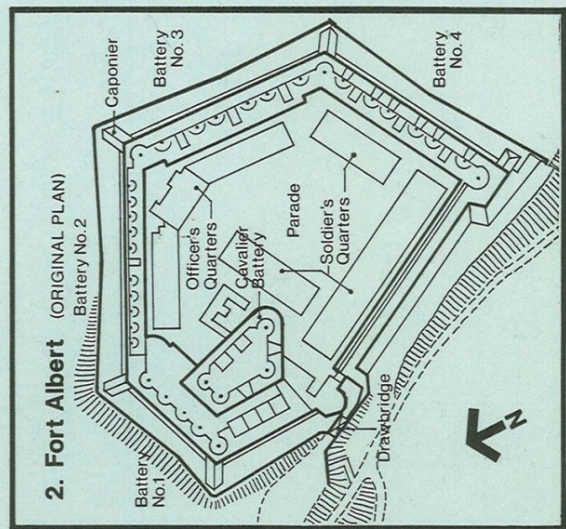 2. Fort Albert (ORIGINAL PLAN)
Battery No.2
Caponier
Battery
No.3
Battery
No.1
Officer's
Quarters
Cavalier
Battery
Parade
Soldier's
Quarters
Battery
No.4
Drawbridge
N